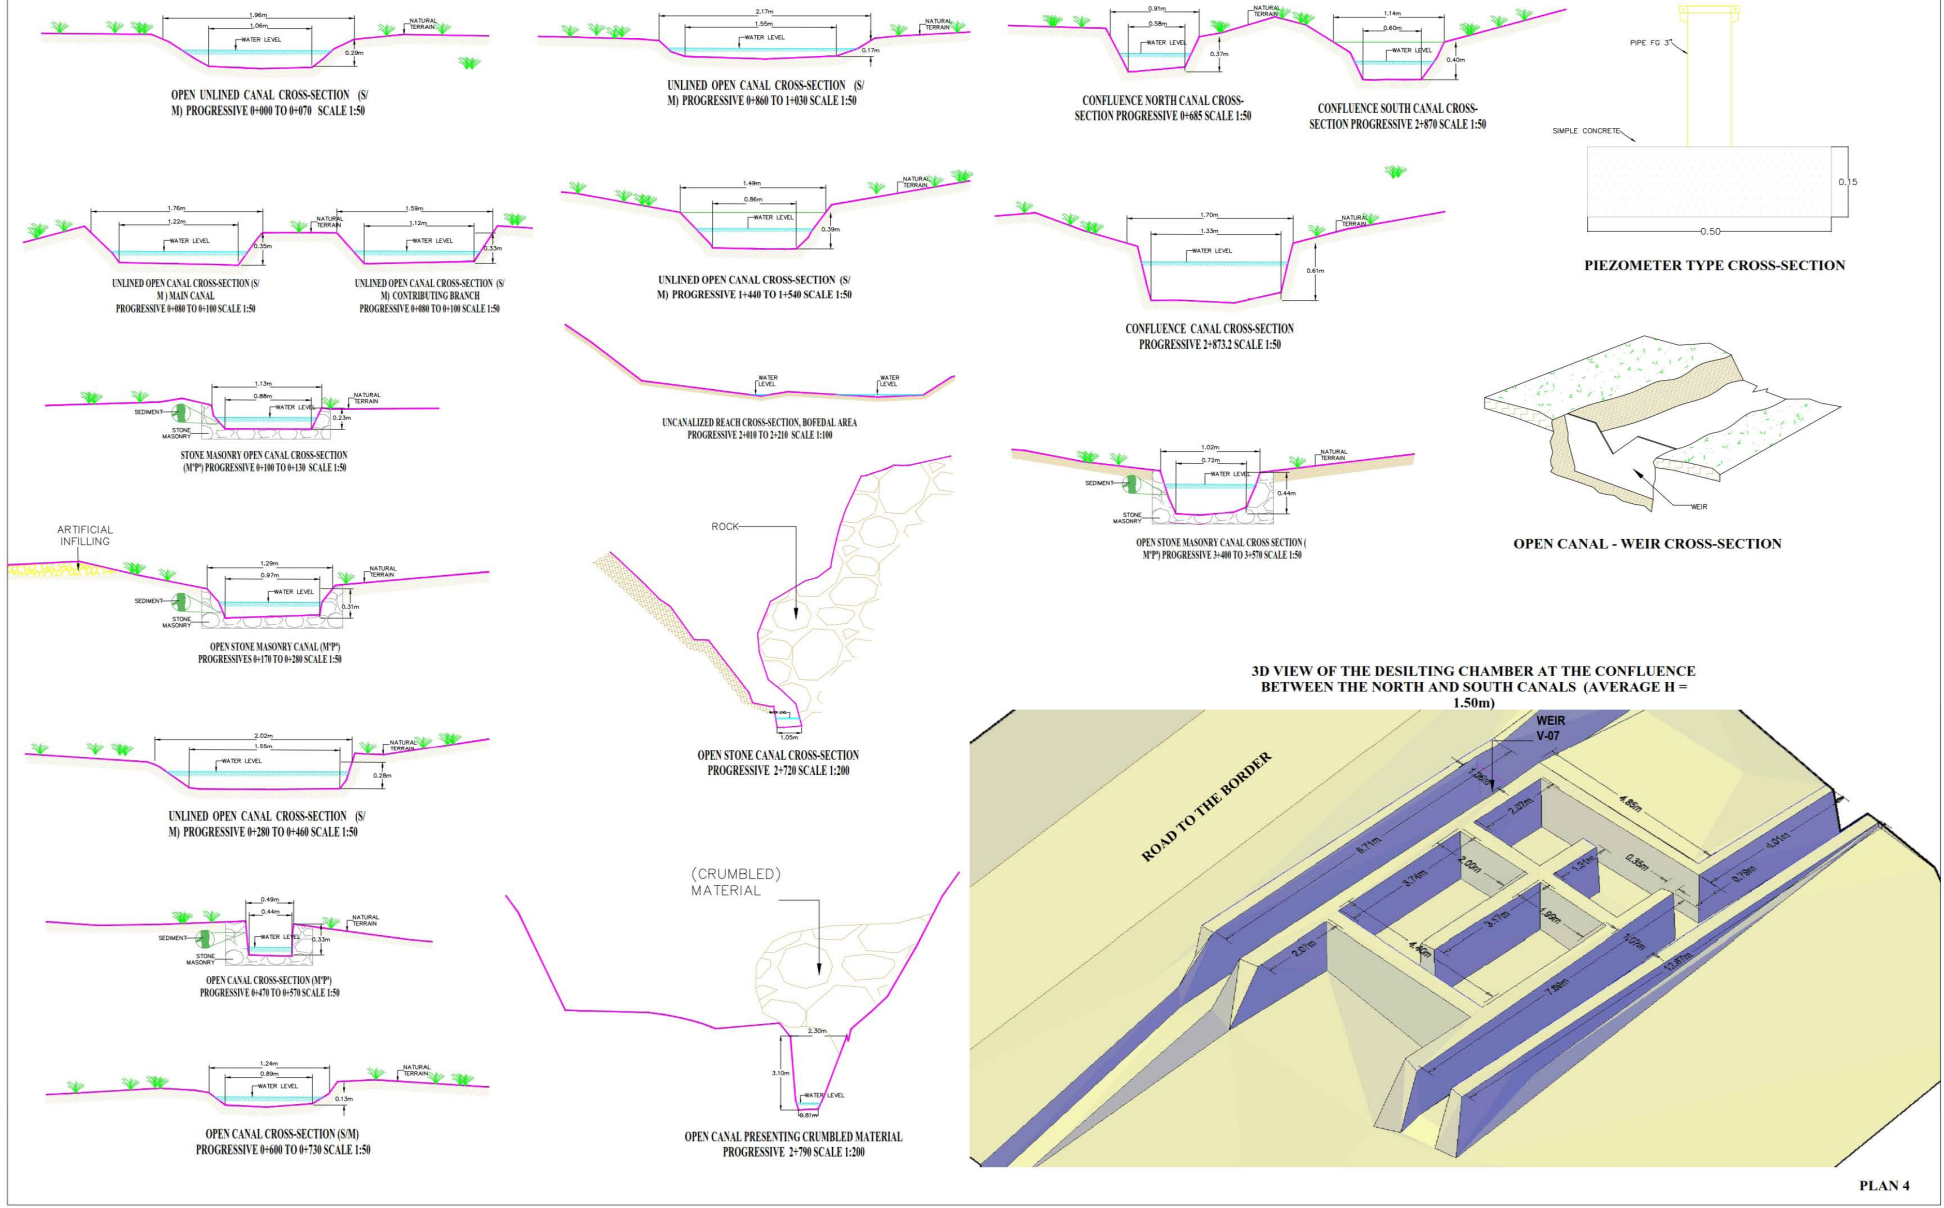 1.96m
1.06m
WATER LEVEL
NATURAL
TERRAIN
0.29m
OPEN UNLINED CANAL CROSS-SECTION (S/
M) PROGRESSIVE 0+000 TO 0+070 SCALE 1:50
2.17m
1.55m
WATER LEVEL
NATURAL
TERRAIN
0.17m
UNLINED OPEN CANAL CROSS-SECTION (S/
M) PROGRESSIVE 0+860 TO 1+030 SCALE 1:50
0.91m
0.58m
WATER LEVEL
0.37m
NATURAL
TERRAIN
CONFLUENCE NORTH CANAL CROSS-
SECTION PROGRESSIVE 0+685 SCALE 1:50
1.14m
0.60m
WATER LEVEL
0.40m
CONFLUENCE SOUTH CANAL CROSS-
SECTION PROGRESSIVE 2+870 SCALE 1:50
PIPE FG 3"
SIMPLE CONCRETE
0.15
0.50
PIEZOMETER TYPE CROSS-SECTION
1.76m
1.22m
WATER LEVEL
0.35m
NATURAL
TERRAIN
UNLINED OPEN CANAL CROSS-SECTION (S/
M ) MAIN CANAL
PROGRESSIVE 0+080 TO 0+100 SCALE 1:50
1.59m
1.12m
WATER LEVEL
0.33m
UNLINED OPEN CANAL CROSS-SECTION (S/
M) CONTRIBUTING BRANCH
PROGRESSIVE 0+080 TO 0+100 SCALE 1:50
1.49m
0.86m
WATER LEVEL
NATURAL
TERRAIN
0.39m
UNLINED OPEN CANAL CROSS-SECTION (S/
M) PROGRESSIVE 1+440 TO 1+540 SCALE 1:50
1.70m
1.33m
WATER LEVEL
NATURAL
TERRAIN
0.61m
CONFLUENCE CANAL CROSS-SECTION
PROGRESSIVE 2+873.2 SCALE 1:50
1.13m
0.88m
WATER LEVEL
NATURAL
TERRAIN
SEDIMENT
0.23m
STONE
MASONRY
STONE MASONRY OPEN CANAL CROSS-SECTION
(M'P') PROGRESSIVE 0+100 TO 0+130 SCALE 1:50
WATER
LEVEL
WATER
LEVEL
UNCANALIZED REACH CROSS-SECTION, BOFEDAL AREA
PROGRESSIVE 2+010 TO 2+210 SCALE 1:100
1.02m
0.72m
WATER LEVEL
NATURAL
TERRAIN
SEDIMENT
0.44m
STONE
MASONRY
OPEN STONE MASONRY CANAL CROSS SECTION (
M'P') PROGRESSIVE 3+400 TO 3+570 SCALE 1:50
WEIR
OPEN CANAL - WEIR CROSS-SECTION
ARTIFICIAL
INFILLING
1.29m
0.97m
WATER LEVEL
NATURAL
TERRAIN
SEDIMENT
0.31m
STONE
MASONRY
OPEN STONE MASONRY CANAL (M'P')
PROGRESSIVES 0+170 TO 0+280 SCALE 1:50
ROCK
1.05m
OPEN STONE CANAL CROSS-SECTION
PROGRESSIVE 2+720 SCALE 1:200
2.02m
1.55m
WATER LEVEL
NATURAL
TERRAIN
0.28m
UNLINED OPEN CANAL CROSS-SECTION (S/
M) PROGRESSIVE 0+280 TO 0+460 SCALE 1:50
0.49m
0.44m
WATER LEVEL
NATURAL
TERRAIN
SEDIMENT
0.33m
STONE
MASONRY
OPEN CANAL CROSS-SECTION (M'P')
PROGRESSIVE 0+470 TO 0+570 SCALE 1:50
(CRUMBLED)
MATERIAL
2.30m
3.10m
WATER LEVEL
0.81m
OPEN CANAL PRESENTING CRUMBLED MATERIAL
PROGRESSIVE 2+790 SCALE 1:200
1.24m
0.89m
WATER LEVEL
NATURAL
TERRAIN
0.13m
OPEN CANAL CROSS-SECTION (S/M)
PROGRESSIVE 0+600 TO 0+730 SCALE 1:50
3D VIEW OF THE DESILTING CHAMBER AT THE CONFLUENCE
BETWEEN THE NORTH AND SOUTH CANALS (AVERAGE H =
1.50m)
WEIR
V-07
ROAD TO THE BORDER
2.07m
4.85m
8.71m
2.00m
3.74m
1.21m
0.35m
0.79m
3.17m
1.99m
2.07m
1.07m
12.87m
PLAN 4